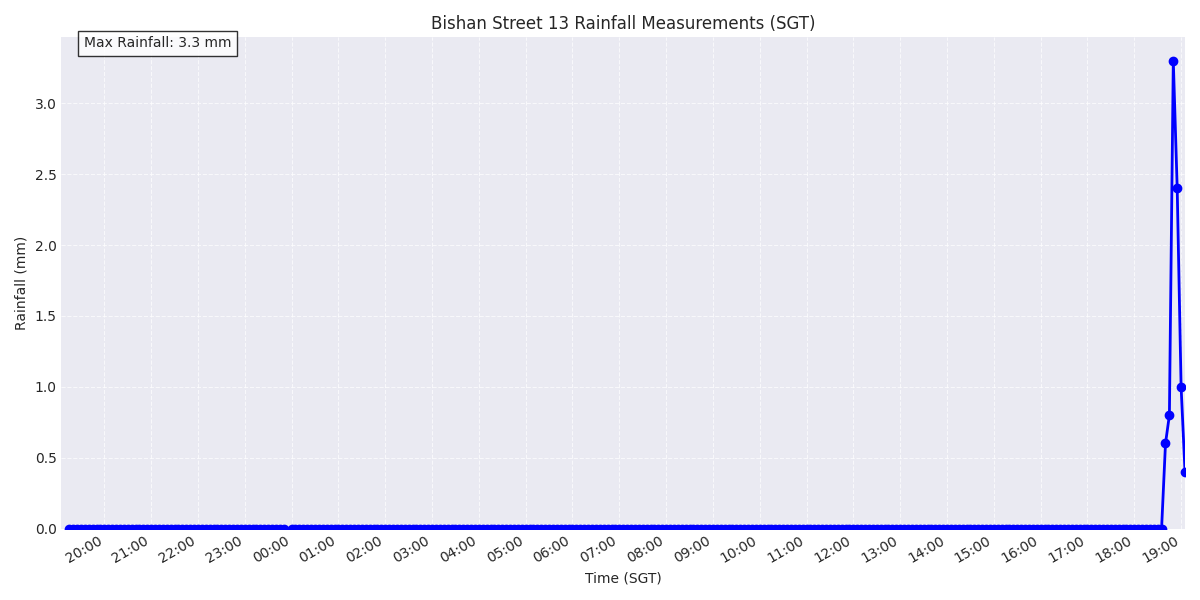 Bishan Street 13 Rainfall Measurements (SGT)
Max Rainfall: 3.3 mm
3.0
2.5
2.0
1.5
1.0
0.5
0.0
Rainfall (mm)
20:00 21:00 22:00 23:00 00:00 01:00 02:00 03:00 04:00 05:00 06:00 07:00 08:00 09:00 10:00 11:00 12:00 13:00 14:00 15:00 16:00 17:00 18:00 19:00
Time (SGT)